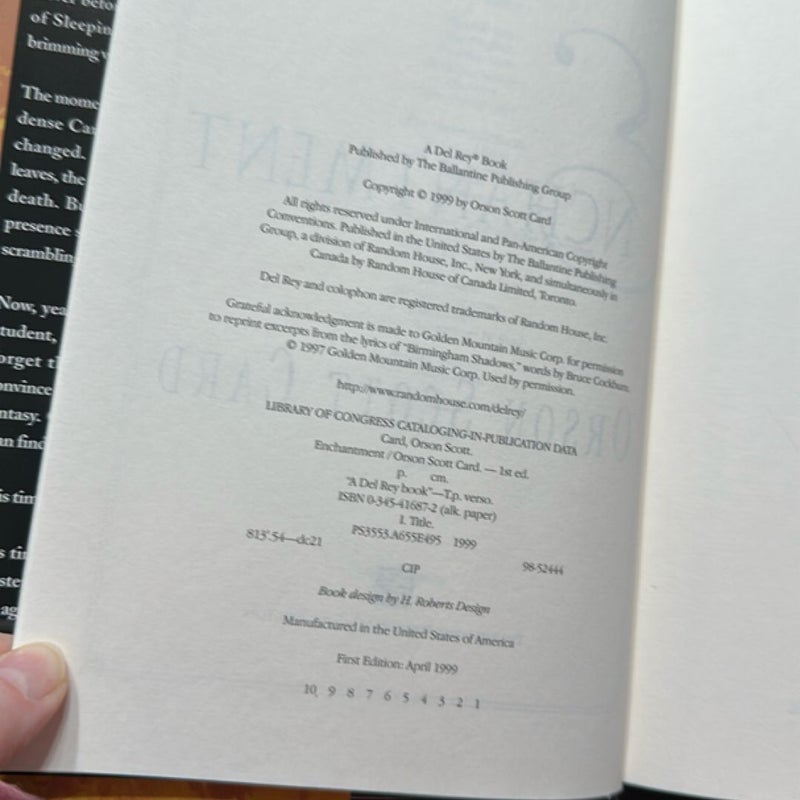 of Sleepin
brimming
The mome
dense Ca
changed.
leaves, the
death. B
presence
scramblin
Now, yea
tudent,
orget t
onvince
ntasy.
n find
is tim
s ti
ste
ag
A Del Rey® Book
Published by The Ballantine Publishing Group
Copyright © 1999 by Orson Scott Card
All rights reserved under International and Pan-American Copyright
Conventions. Published in the United States by The Ballantine Publishing
Group, a division of Random House, Inc., New York, and simultaneously in
Canada by Random House of Canada Limited, Toronto.
Del Rey and colophon are registered trademarks of Random House, Inc.
Grateful acknowledgment is made to Golden Mountain Music Corp. for permission
to reprint excerpts from the lyrics of "Birmingham Shadows," words by Bruce Cockburn.
© 1997 Golden Mountain Music Corp. Used by permission.
http://www.randomhouse.com/delrey/
LIBRARY OF CONGRESS CATALOGING-IN-PUBLICATION DATA
Card, Orson Scott.
Enchantment / Orson Scott Card. — 1st ed.
p. cm.
"A Del Rey book"—T.p. verso.
ISBN 0-345-41687-2 (alk. paper)
I. Title.
PS3553.A655E495 1999
813'.54—dc21
98-52444
CIP
Book design by H. Roberts Design
Manufactured in the United States of America
First Edition: April 1999
10 9 8 7 6 5 4 3 2 1